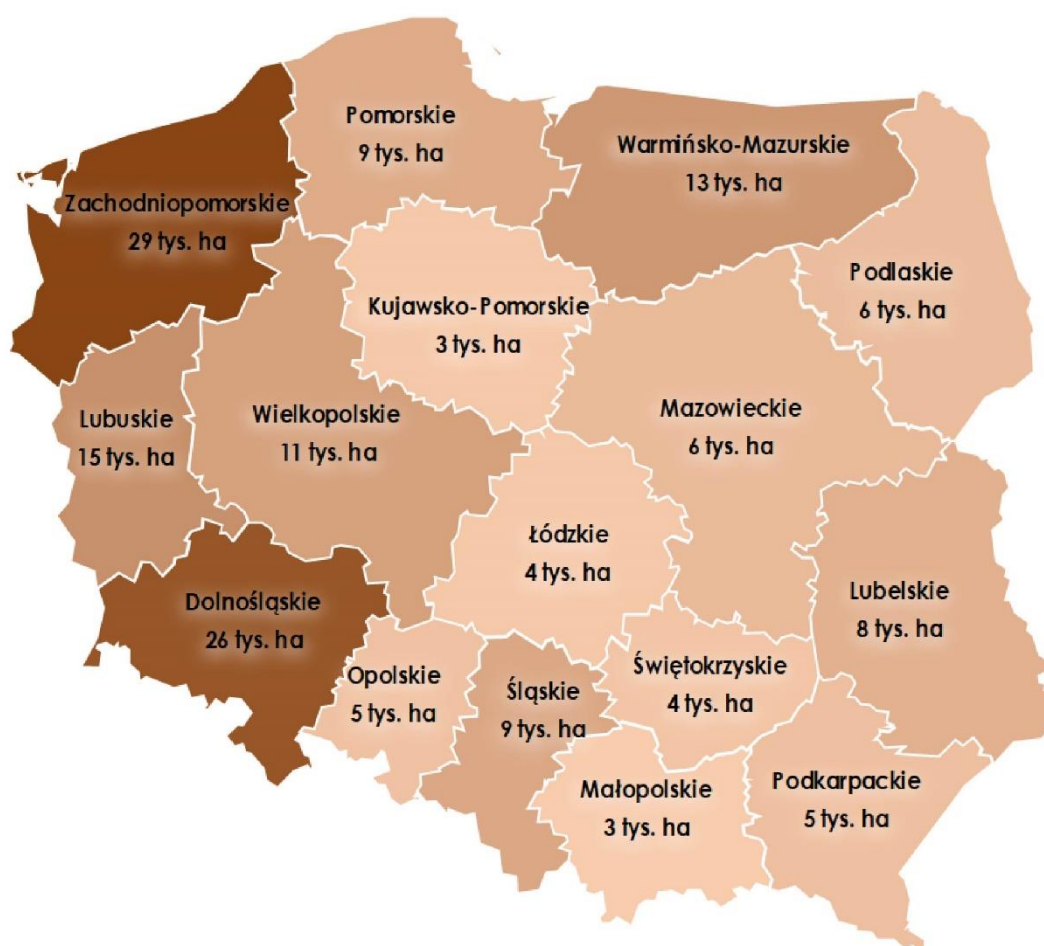 Pomorskie
9 tys. ha
Warmińsko-Mazurskie
13 tys. ha
Zachodniopomorskie
29 tys. ha
Podlaskie
6 tys. ha
Kujawsko-Pomorskie
3 tys. ha
Lubuskie
15 tys. ha
Wielkopolskie
11 tys. ha
Mazowieckie
6 tys. ha
Łódzkie
4 tys. ha
Lubelskie
8 tys. ha
Dolnośląskie
26 tys. ha
Opolskie
5 tys. ha
Śląskie
9 tys. ha
Świętokrzyskie
4 tys. ha
Małopolskie
3 tys. ha
Podkarpackie
5 tys. ha